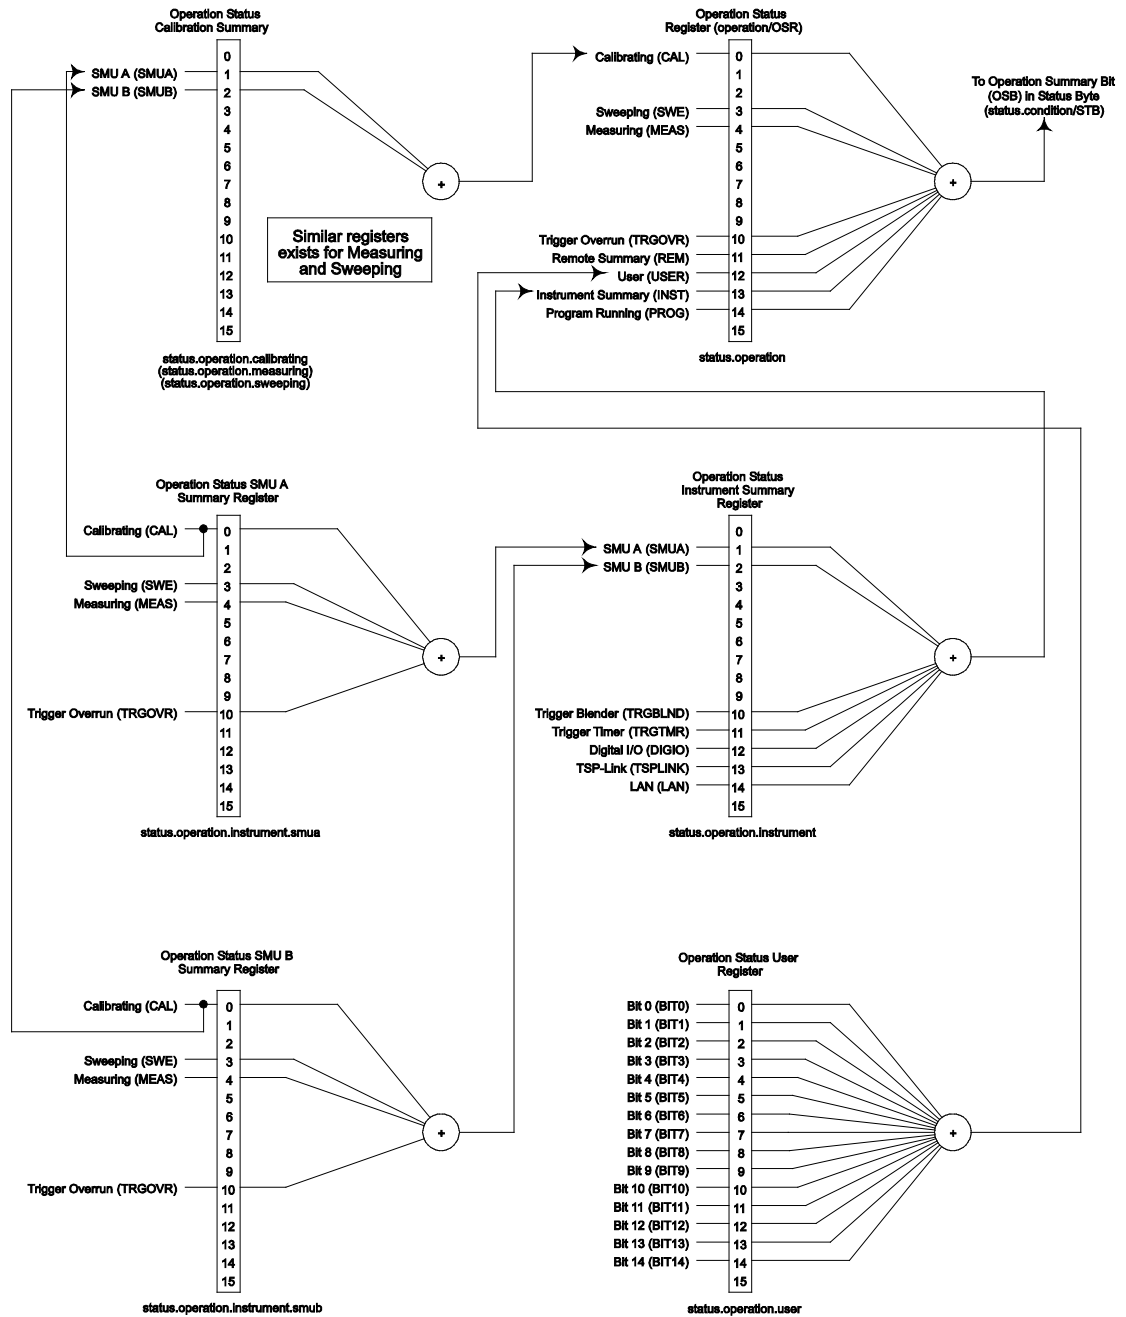 Operation Status
Calibration Summary
SMU A (SMUA)
SMU B (SMUB)
0
1
2
3
4
5
6
7
8
9
10
11
12
13
14
15
+
Similar registers
exists for Measuring
and Sweeping
status.operation.calibrating
(status.operation.measuring)
(status.operation.sweeping)
Operation Status
Register (operation/OSR)
Calibrating (CAL)
Sweeping (SWE)
Measuring (MEAS)
Trigger Overrun (TRGOVR)
Remote Summary (REM)
User (USER)
Instrument Summary (INST)
Program Running (PROG)
0
1
2
3
4
5
6
7
8
9
10
11
12
13
14
15
+
status.operation
To Operation Summary Bit
(OSB) in Status Byte
(status.condition/STB)
Operation Status SMU A
Summary Register
Calibrating (CAL)
Sweeping (SWE)
Measuring (MEAS)
Trigger Overrun (TRGOVR)
0
1
2
3
4
5
6
7
8
9
10
11
12
13
14
15
+
status.operation.instrument.smua
Operation Status
Instrument Summary
Register
SMU A (SMUA)
SMU B (SMUB)
Trigger Blender (TRGBLND)
Trigger Timer (TRGTMR)
Digital I/O (DIGIO)
TSP-Link (TSPLINK)
LAN (LAN)
0
1
2
3
4
5
6
7
8
9
10
11
12
13
14
15
+
status.operation.instrument
Operation Status SMU B
Summary Register
Calibrating (CAL)
Sweeping (SWE)
Measuring (MEAS)
Trigger Overrun (TRGOVR)
0
1
2
3
4
5
6
7
8
9
10
11
12
13
14
15
+
status.operation.instrument.smub
Operation Status User
Register
Bit 0 (BIT0)
Bit 1 (BIT1)
Bit 2 (BIT2)
Bit 3 (BIT3)
Bit 4 (BIT4)
Bit 5 (BIT5)
Bit 6 (BIT6)
Bit 7 (BIT7)
Bit 8 (BIT8)
Bit 9 (BIT9)
Bit 10 (BIT10)
Bit 11 (BIT11)
Bit 12 (BIT12)
Bit 13 (BIT13)
Bit 14 (BIT14)
0
1
2
3
4
5
6
7
8
9
10
11
12
13
14
15
+
status.operation.user